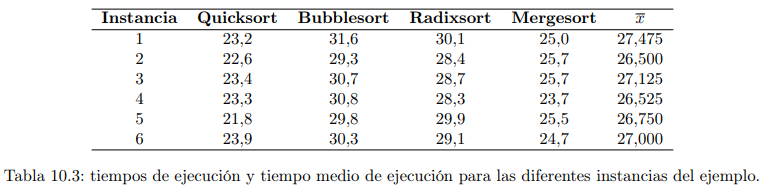 Instancia Quicksort Bubblesort Radixsort Mergesort x̅
1 23,2 31,6 30,1 25,0 27,475
2 22,6 29,3 28,4 25,7 26,500
3 23,4 30,7 28,7 25,7 27,125
4 23,3 30,8 28,3 23,7 26,525
5 21,8 29,8 29,9 25,5 26,750
6 23,9 30,3 29,1 24,7 27,000
Tabla 10.3: tiempos de ejecución y tiempo medio de ejecución para las diferentes instancias del ejemplo.